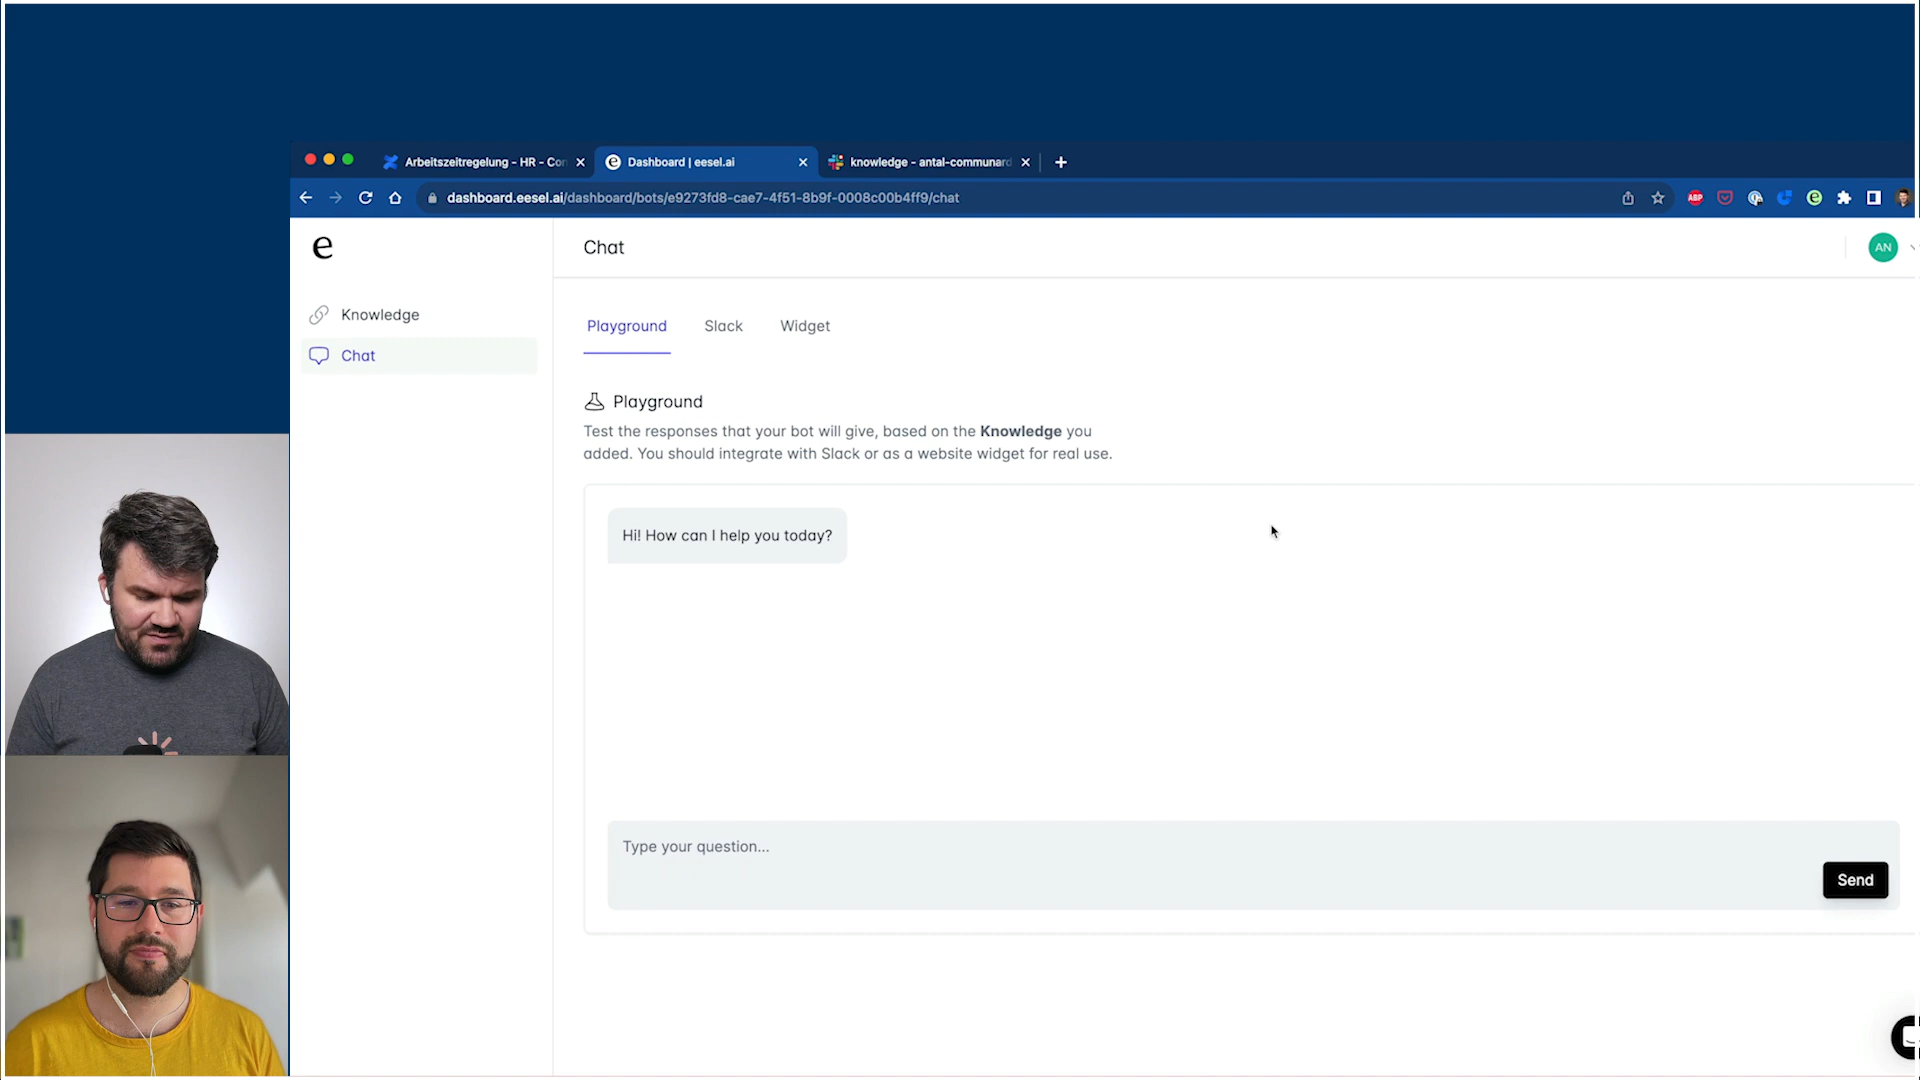 Arbeitszeitregelung - HR - Con
Dashboard | eesel.ai
knowledge - antal-communard
dashboard.eesel.ai/dashboard/bots/e9273fd8-cae7-4f51-8b9f-0008c00b4ff9/chat
ABP
e
Chat
AN
Knowledge
Chat
Playground
Slack
Widget
Playground
Test the responses that your bot will give, based on the Knowledge you
added. You should integrate with Slack or as a website widget for real use.
Hi! How can I help you today?
Type your question...
Send